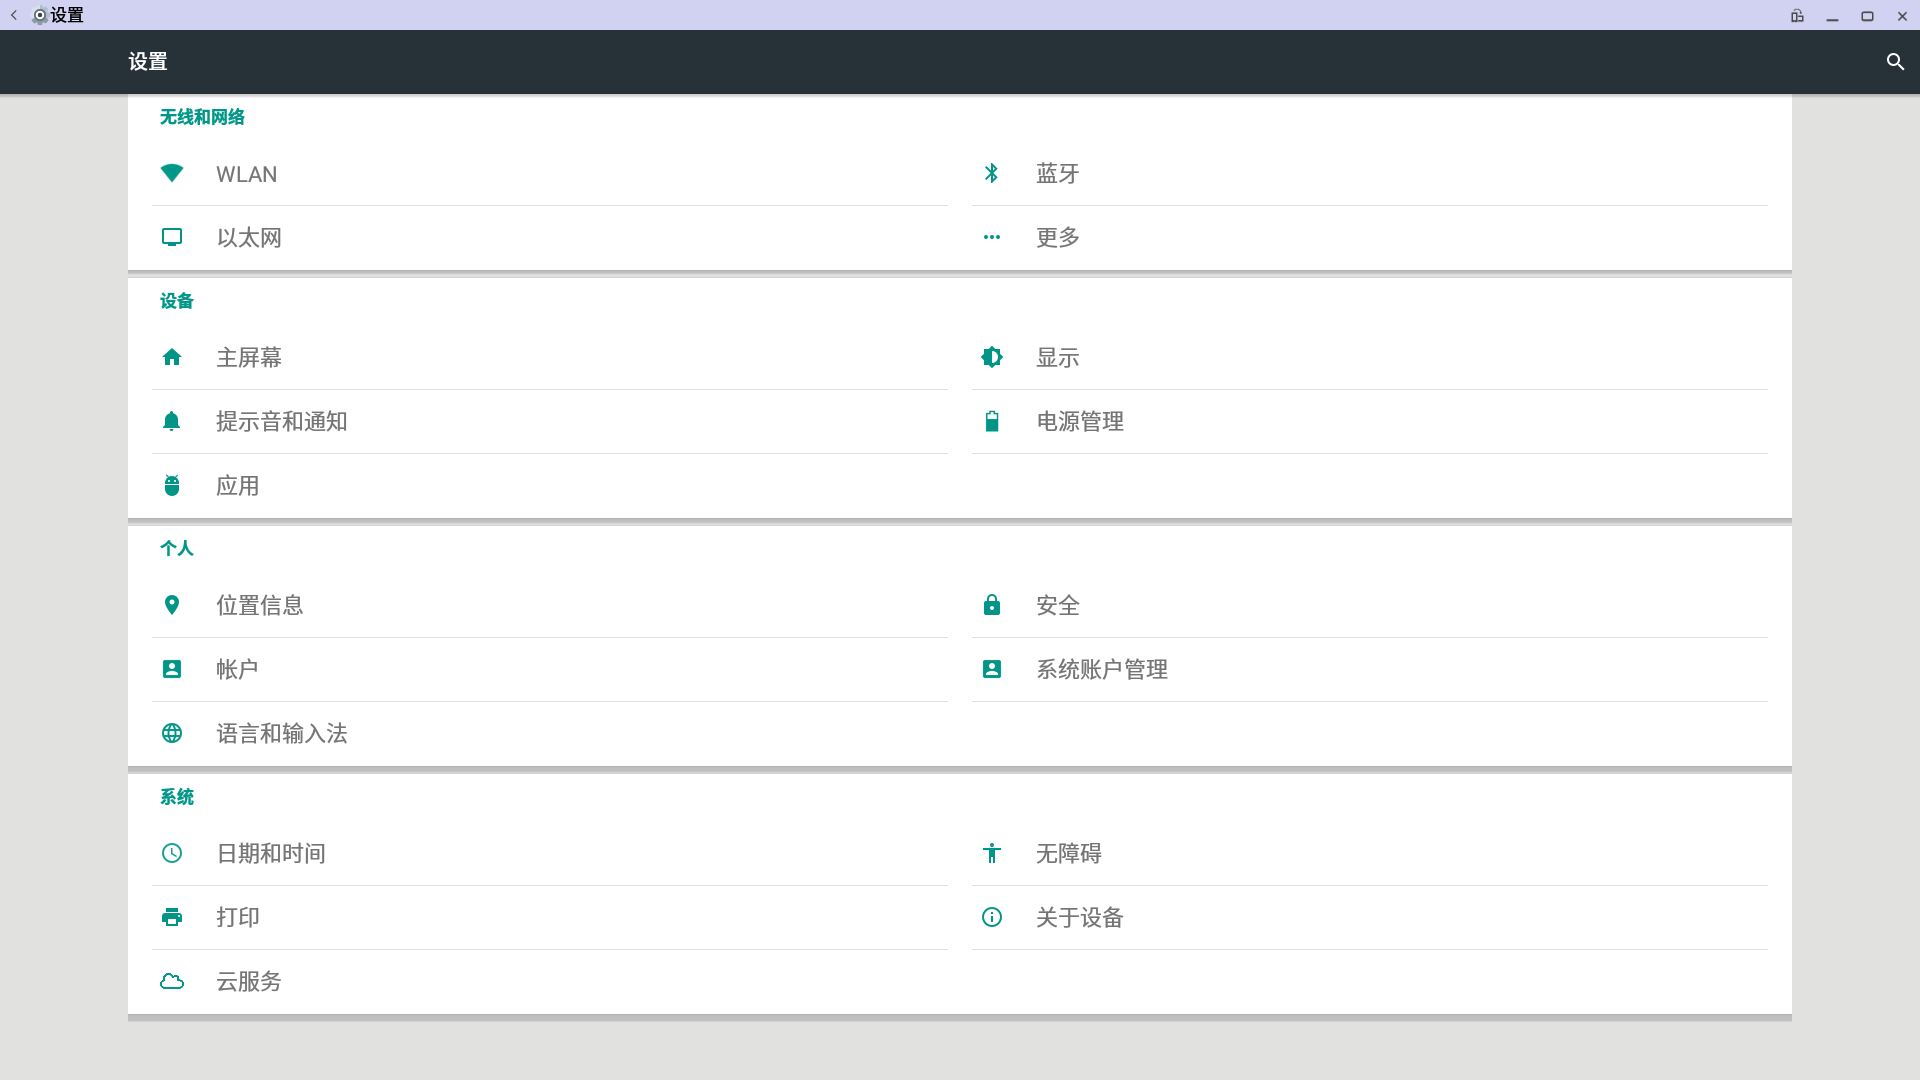 设置
设置
无线和网络
WLAN
蓝牙
以太网
更多
设备
主屏幕
显示
提示音和通知
电源管理
应用
个人
位置信息
安全
帐户
系统账户管理
语言和输入法
系统
日期和时间
无障碍
打印
关于设备
云服务